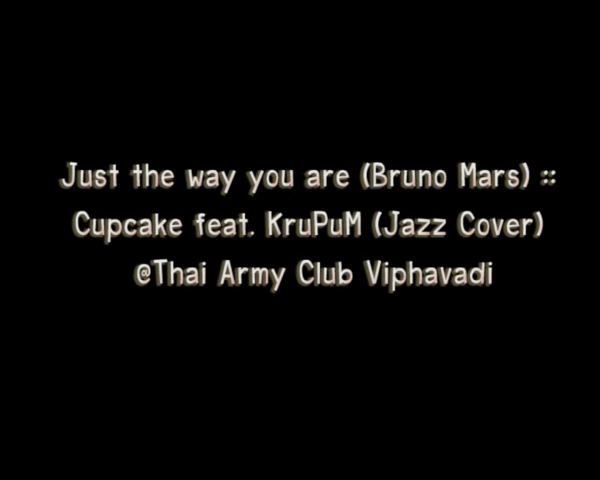 Just the way you are (Bruno Mars) ::
Cupcake feat. KruPuM (Jazz Cover)
@Thai Army Club Viphavadi